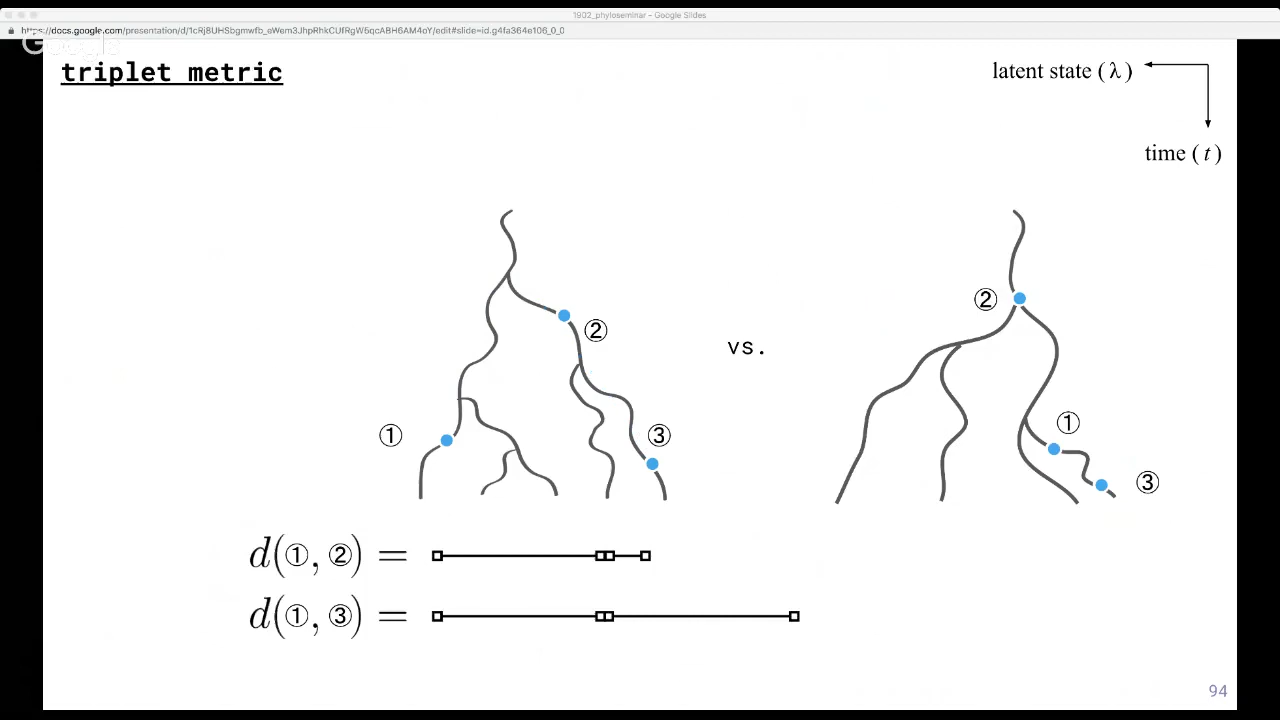 1902_phyloseminar - Google Slides
triplet metric
latent state (λ)
time (t)
②
①
③
vs.
②
①
③
d(①, ②) =
d(①, ③) =
94